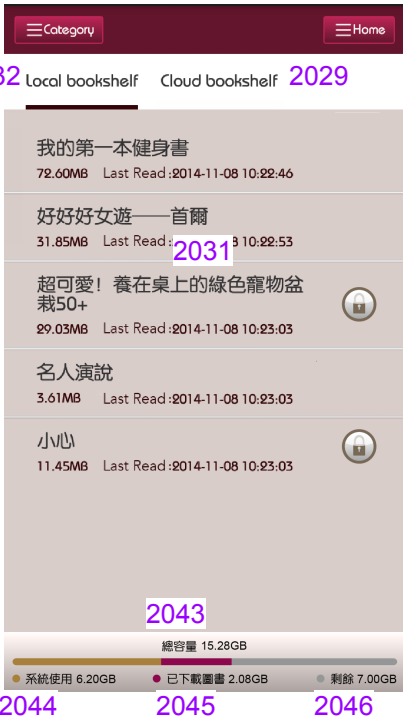 Category
Home
32 Local bookshelf Cloud bookshelf 2029
我的第一本健身書
72.60MB Last Read :2014-11-08 10:22:46
好好好女遊——首爾
31.85MB Last Read : 2031 8 10:22:53
超可愛！養在桌上的綠色寵物盆
栽50+
29.03MB Last Read :2014-11-08 10:23:03
名人演說
3.61MB Last Read :2014-11-08 10:23:03
小心
11.45MB Last Read :2014-11-08 10:23:03
2043
總容量 15.28GB
系統使用 6.20GB 已下載圖書 2.08GB 剩餘 7.00GB
2044 2045 2046